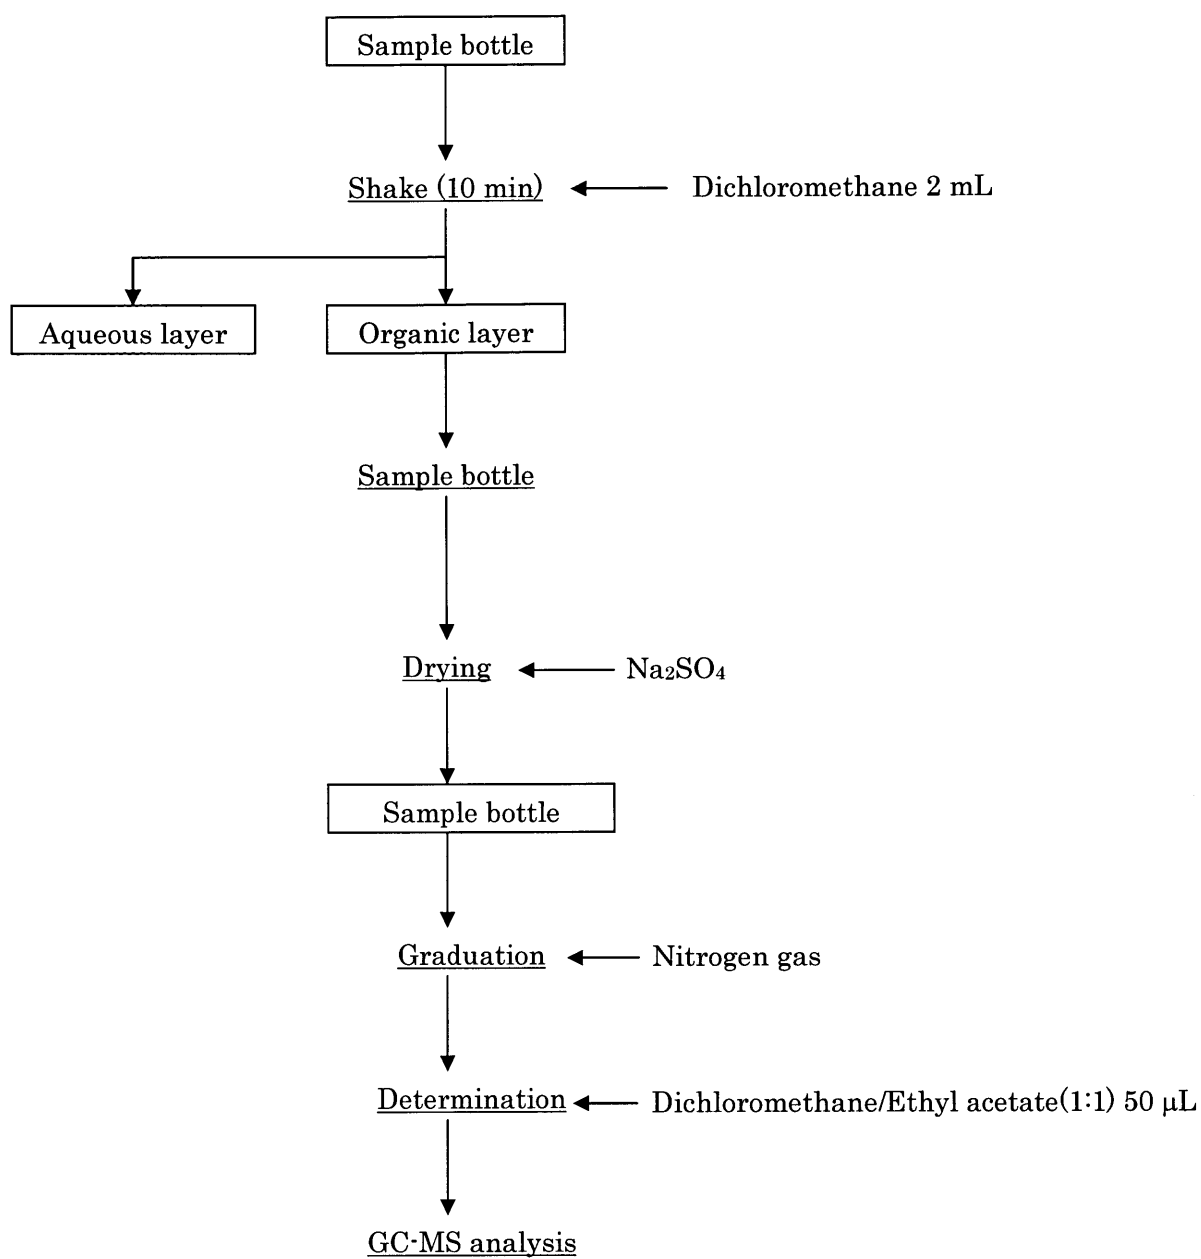 Sample bottle
Shake (10 min)
Dichloromethane 2 mL
Aqueous layer
Organic layer
Sample bottle
Drying
Na₂SO₄
Sample bottle
Graduation
Nitrogen gas
Determination
Dichloromethane/Ethyl acetate(1:1) 50 μL
GC-MS analysis